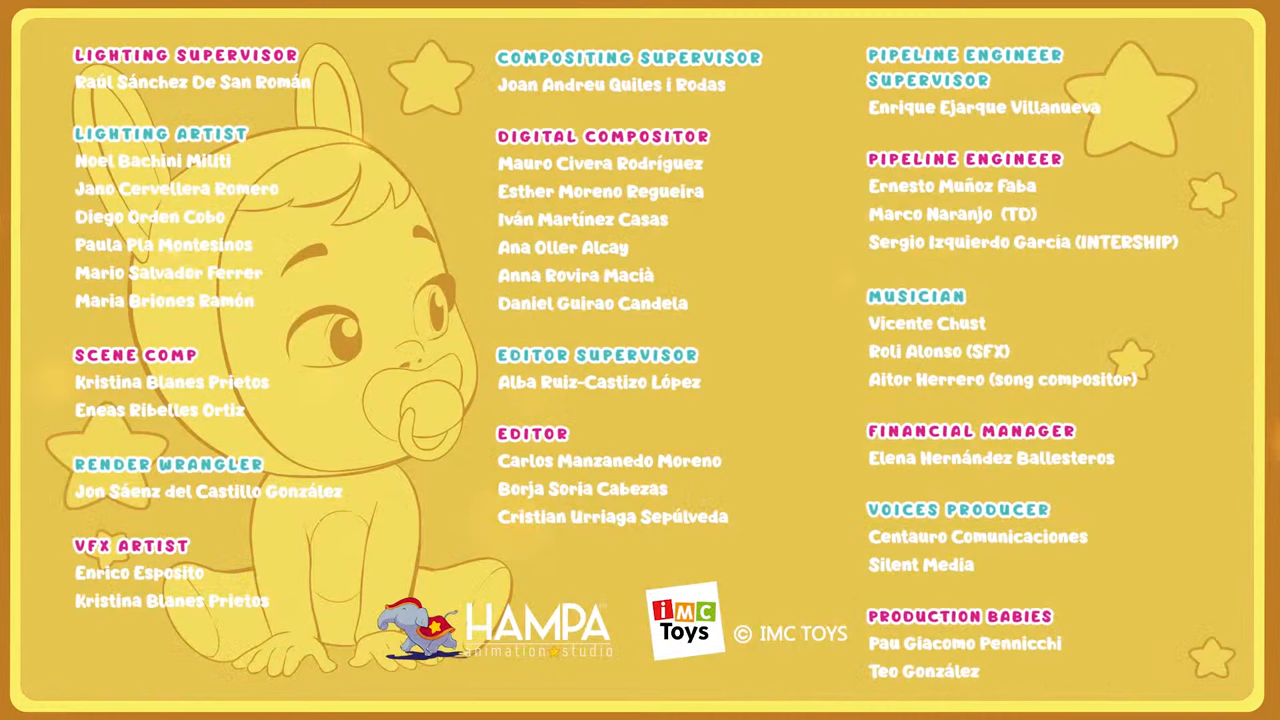 LIGHTING SUPERVISOR
Raúl Sánchez De San Román
LIGHTING ARTIST
Noel Bachini Militi
Jano Cervellera Romero
Diego Orden Cobo
Paula Pla Montesinos
Mario Salvador Ferrer
Maria Briones Ramón
SCENE COMP
Kristina Blanes Prietos
Eneas Ribelles Ortiz
RENDER WRANGLER
Jon Sáenz del Castillo González
VFX ARTIST
Enrico Esposito
Kristina Blanes Prietos
COMPOSITING SUPERVISOR
Joan Andreu Quiles i Rodas
DIGITAL COMPOSITOR
Mauro Civera Rodríguez
Esther Moreno Regueira
Iván Martínez Casas
Ana Oller Alcay
Anna Rovira Macià
Daniel Guirao Candela
EDITOR SUPERVISOR
Alba Ruiz-Castizo López
EDITOR
Carlos Manzanedo Moreno
Borja Soria Cabezas
Cristian Urriaga Sepúlveda
PIPELINE ENGINEER
SUPERVISOR
Enrique Ejarque Villanueva
PIPELINE ENGINEER
Ernesto Muñoz Faba
Marco Naranjo (TD)
Sergio Izquierdo García (INTERSHIP)
MUSICIAN
Vicente Chust
Roli Alonso (SFX)
Aitor Herrero (song compositor)
FINANCIAL MANAGER
Elena Hernández Ballesteros
VOICES PRODUCER
Centauro Comunicaciones
Silent Media
PRODUCTION BABIES
Pau Giacomo Pennicchi
Teo González
HAMPA
animation studio
iMC
Toys
© IMC TOYS